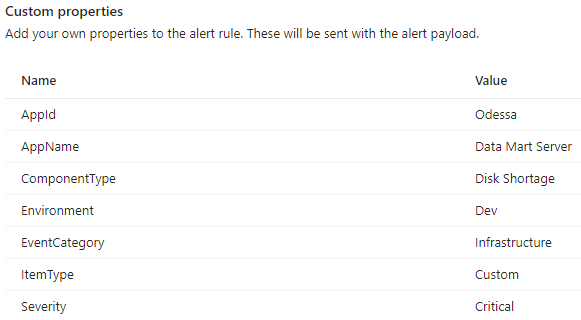 Custom properties
Add your own properties to the alert rule. These will be sent with the alert payload.
Name Value
AppId Odessa
AppName Data Mart Server
ComponentType Disk Shortage
Environment Dev
EventCategory Infrastructure
ItemType Custom
Severity Critical